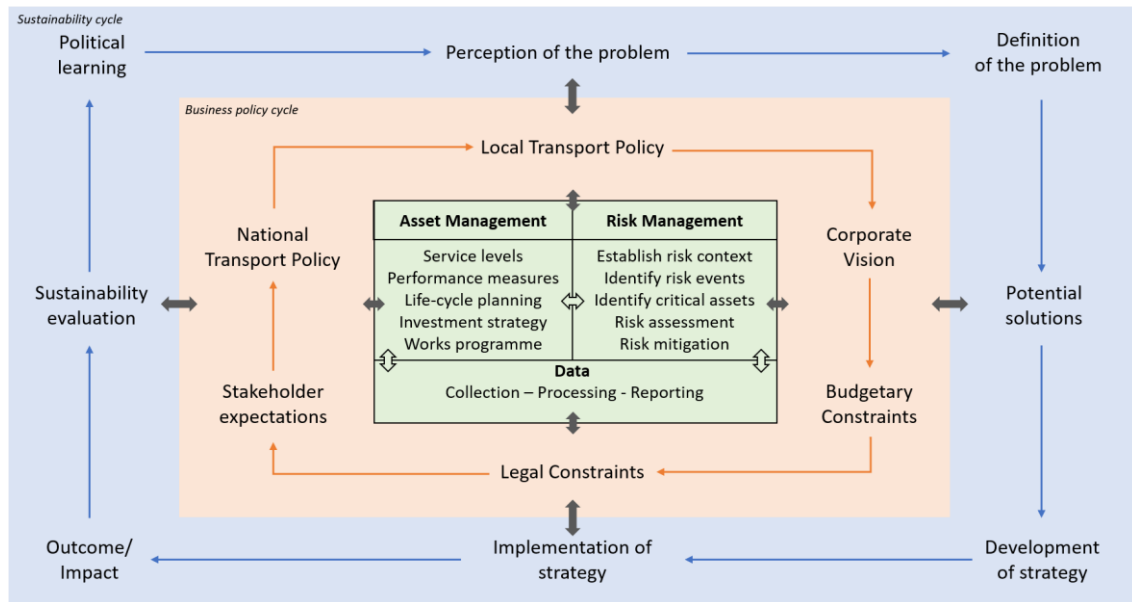 Sustainability cycle
Political
learning
Perception of the problem
Definition
of the problem
Business policy cycle
Local Transport Policy
National
Transport Policy
Asset Management
Risk Management
Corporate
Vision
Service levels
Performance measures
Life-cycle planning
Investment strategy
Works programme
Establish risk context
Identify risk events
Identify critical assets
Risk assessment
Risk mitigation
Sustainability
evaluation
Potential
solutions
Data
Collection – Processing - Reporting
Stakeholder
expectations
Budgetary
Constraints
Legal Constraints
Outcome/
Impact
Implementation of
strategy
Development
of strategy